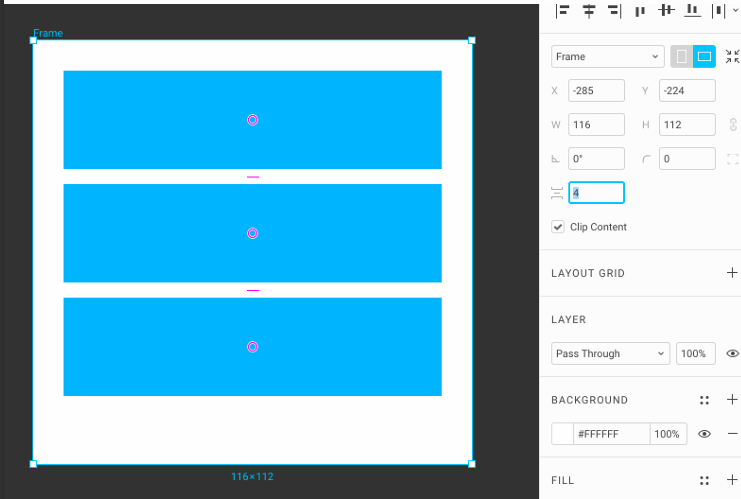 Frame
116×112
Frame
X -285 Y -224
W 116 H 112
0° 0
4
Clip Content
LAYOUT GRID
LAYER
Pass Through 100%
BACKGROUND
#FFFFFF 100%
FILL